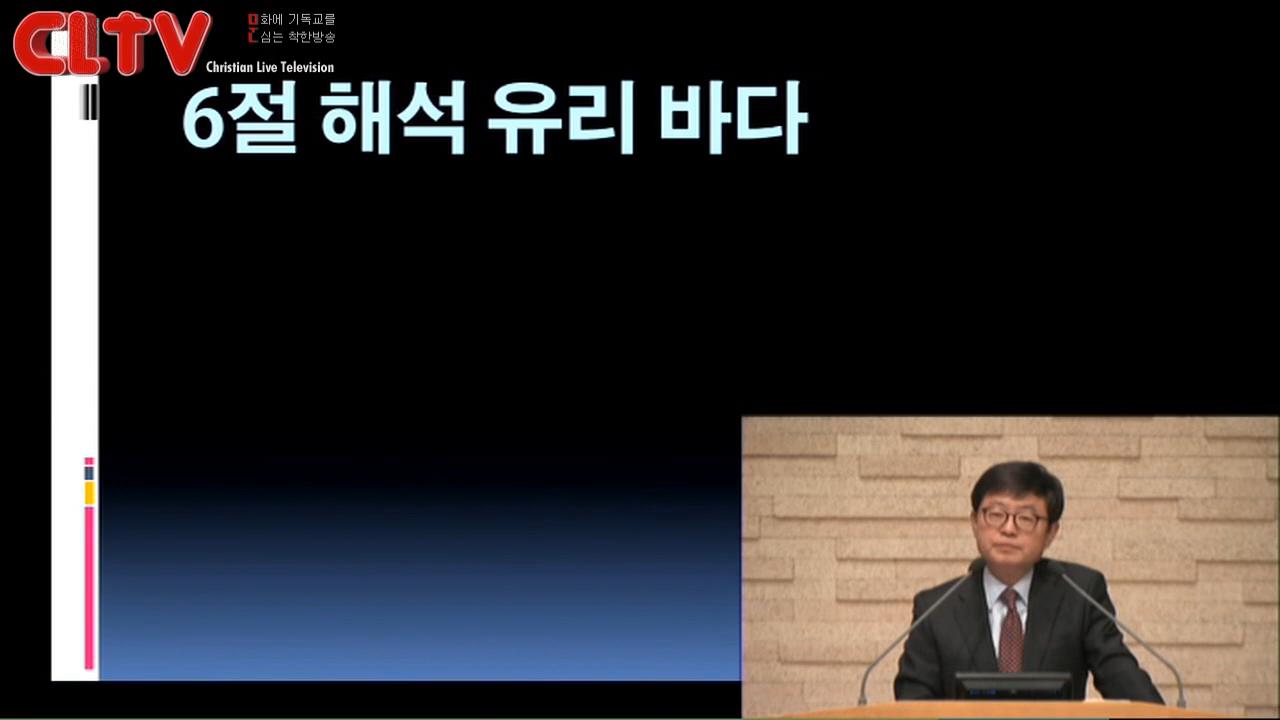 CLTV
문화에 기독교를
심는 착한방송
Christian Live Television
6절 해석 유리 바다